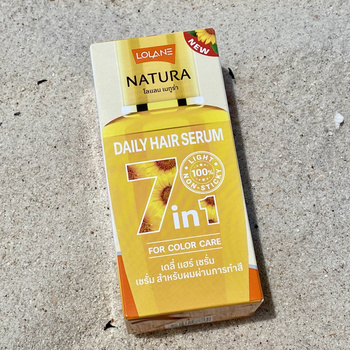 LOLANE
NEW
NATURA
โลแลน เนทูร่า
DAILY HAIR SERUM
7in1
LIGHT
100%
NON-STICKY
FOR COLOR CARE
เดลี่ แฮร์ เซรั่ม
เซรั่ม สำหรับผมผ่านการทำสี